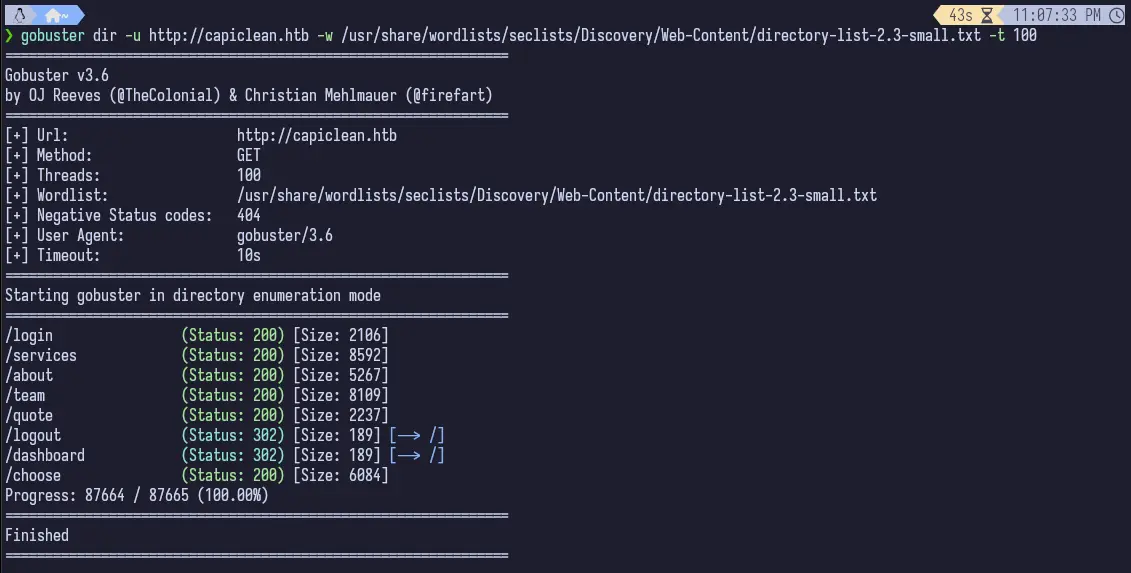 ~ 43s 11:07:33 PM
❯ gobuster dir -u http://capiclean.htb -w /usr/share/wordlists/seclists/Discovery/Web-Content/directory-list-2.3-small.txt -t 100
===============================================================
Gobuster v3.6
by OJ Reeves (@TheColonial) & Christian Mehlmauer (@firefart)
===============================================================
[+] Url: http://capiclean.htb
[+] Method: GET
[+] Threads: 100
[+] Wordlist: /usr/share/wordlists/seclists/Discovery/Web-Content/directory-list-2.3-small.txt
[+] Negative Status codes: 404
[+] User Agent: gobuster/3.6
[+] Timeout: 10s
===============================================================
Starting gobuster in directory enumeration mode
===============================================================
/login (Status: 200) [Size: 2106]
/services (Status: 200) [Size: 8592]
/about (Status: 200) [Size: 5267]
/team (Status: 200) [Size: 8109]
/quote (Status: 200) [Size: 2237]
/logout (Status: 302) [Size: 189] [--> /]
/dashboard (Status: 302) [Size: 189] [--> /]
/choose (Status: 200) [Size: 6084]
Progress: 87664 / 87665 (100.00%)
===============================================================
Finished
===============================================================